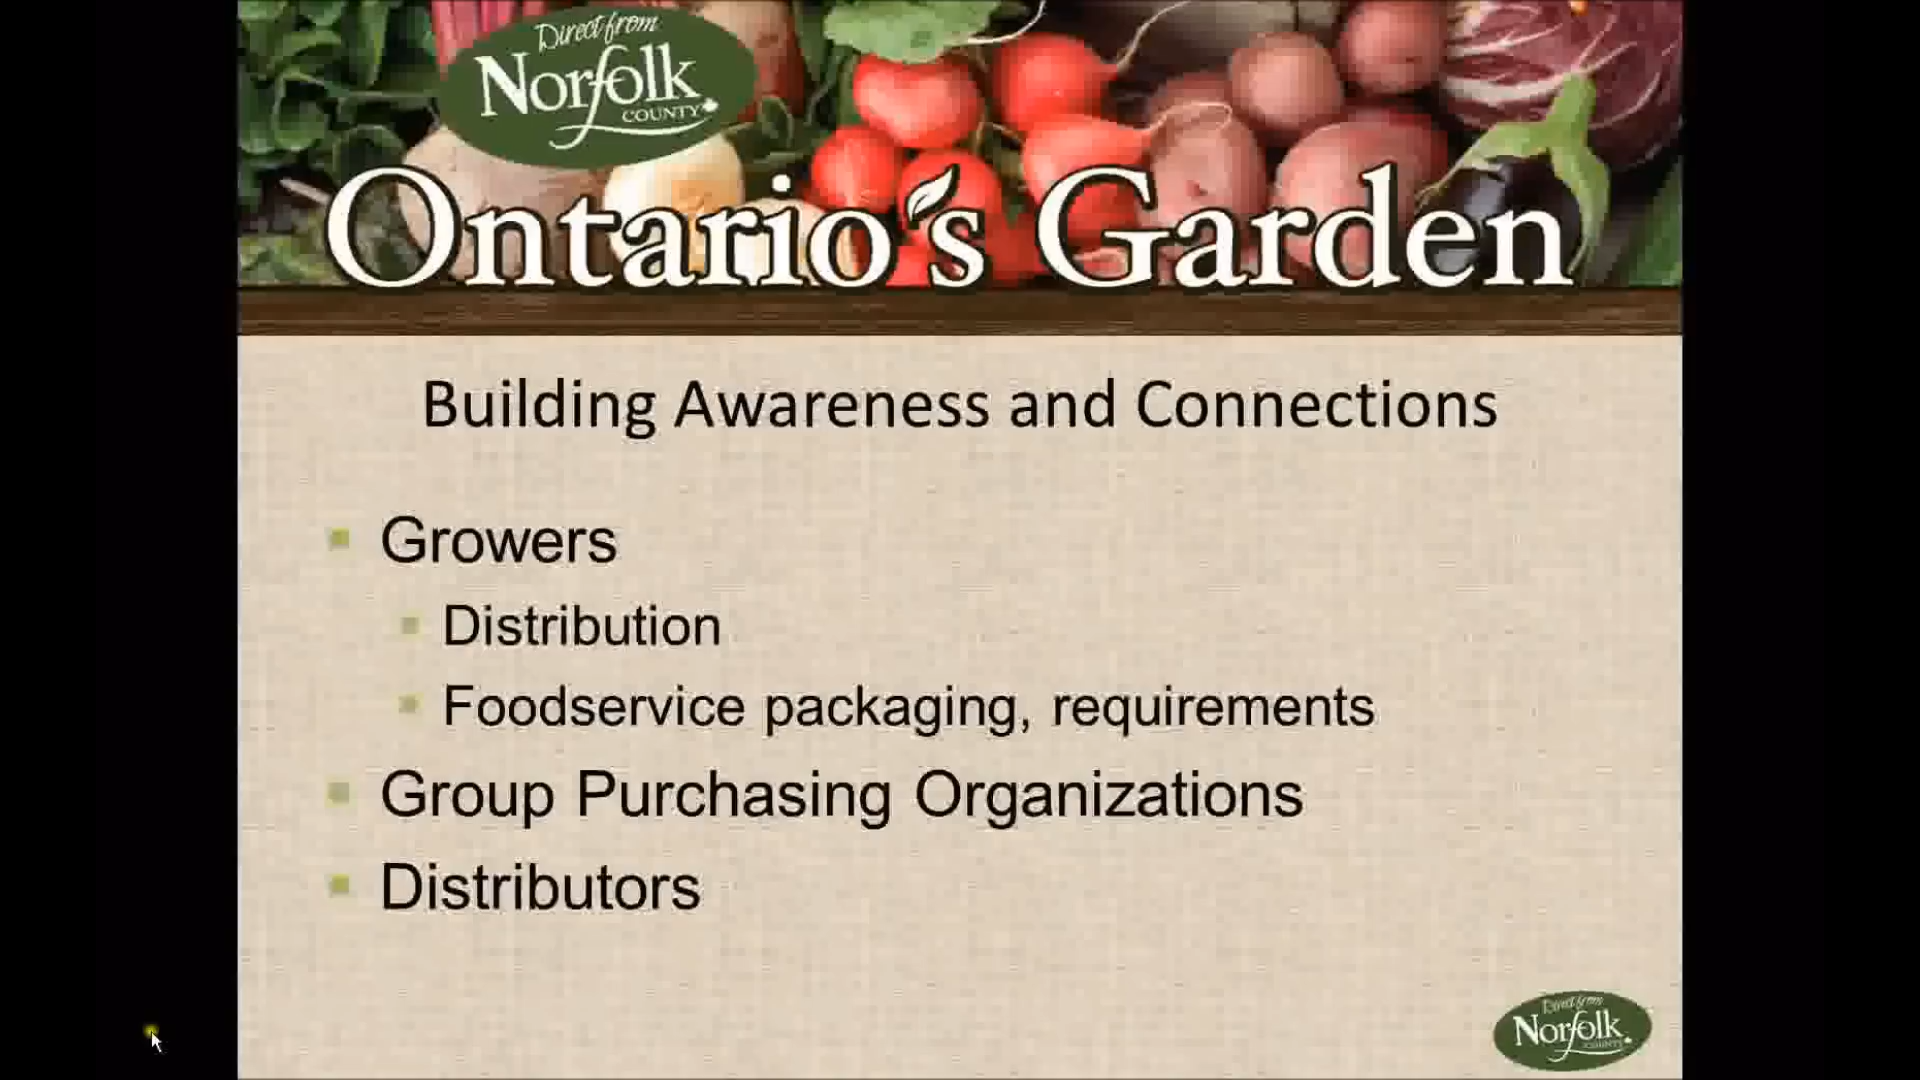 Direct from
Norfolk
COUNTY
Ontario's Garden
Building Awareness and Connections
Growers
Distribution
Foodservice packaging, requirements
Group Purchasing Organizations
Distributors
Direct from
Norfolk
COUNTY